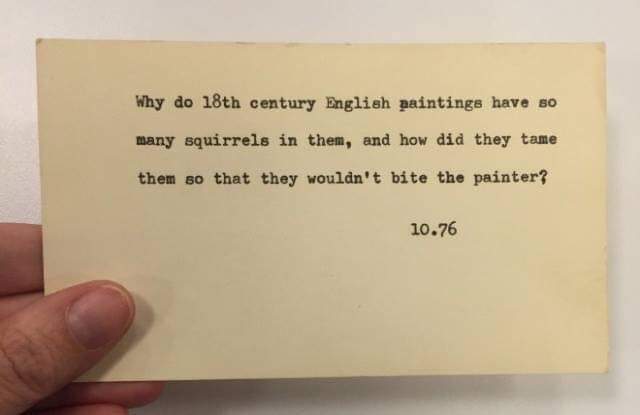 Why do 18th century English paintings have so
many squirrels in them, and how did they tame
them so that they wouldn't bite the painter?
10.76